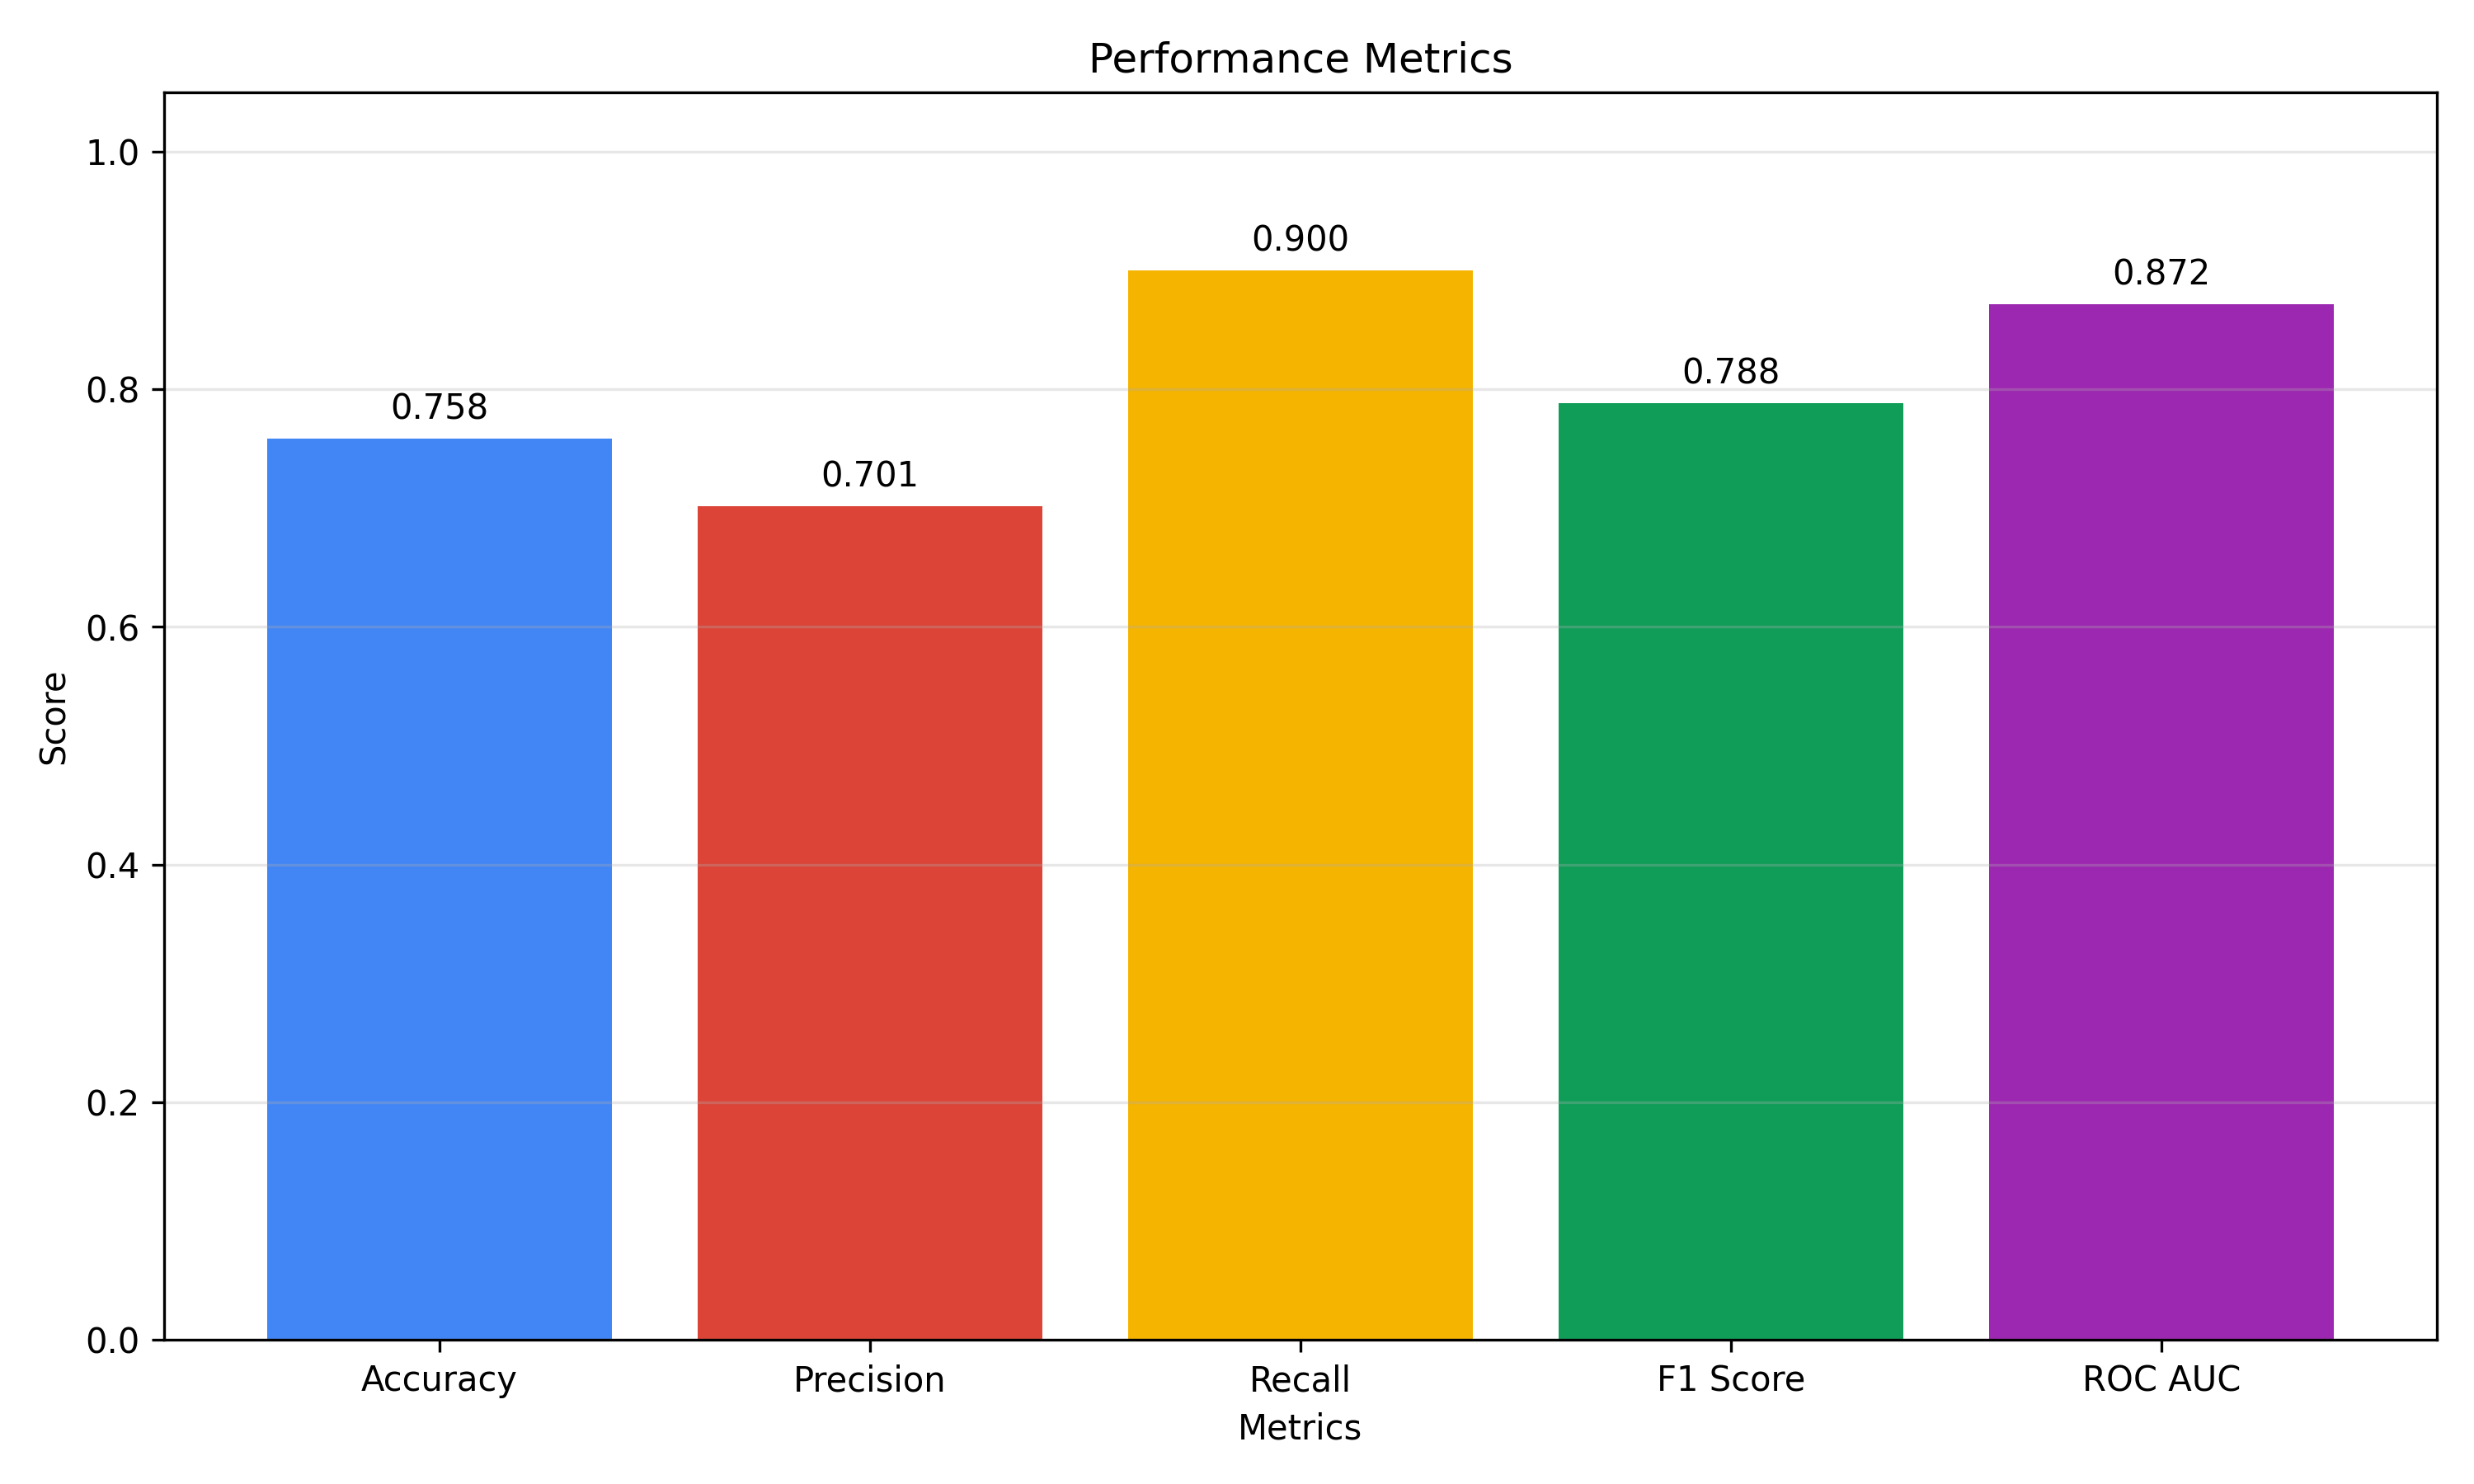 Performance Metrics
1.0
0.8
0.6
0.4
0.2
0.0
Score
0.758
0.701
0.900
0.788
0.872
Accuracy
Precision
Recall
F1 Score
ROC AUC
Metrics